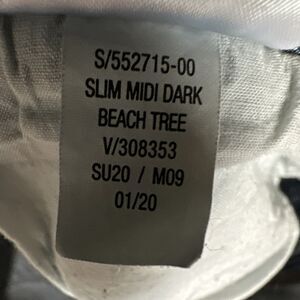 S/552715-00
SLIM MIDI DARK
BEACH TREE
V/308353
SU20 / M09
01/20